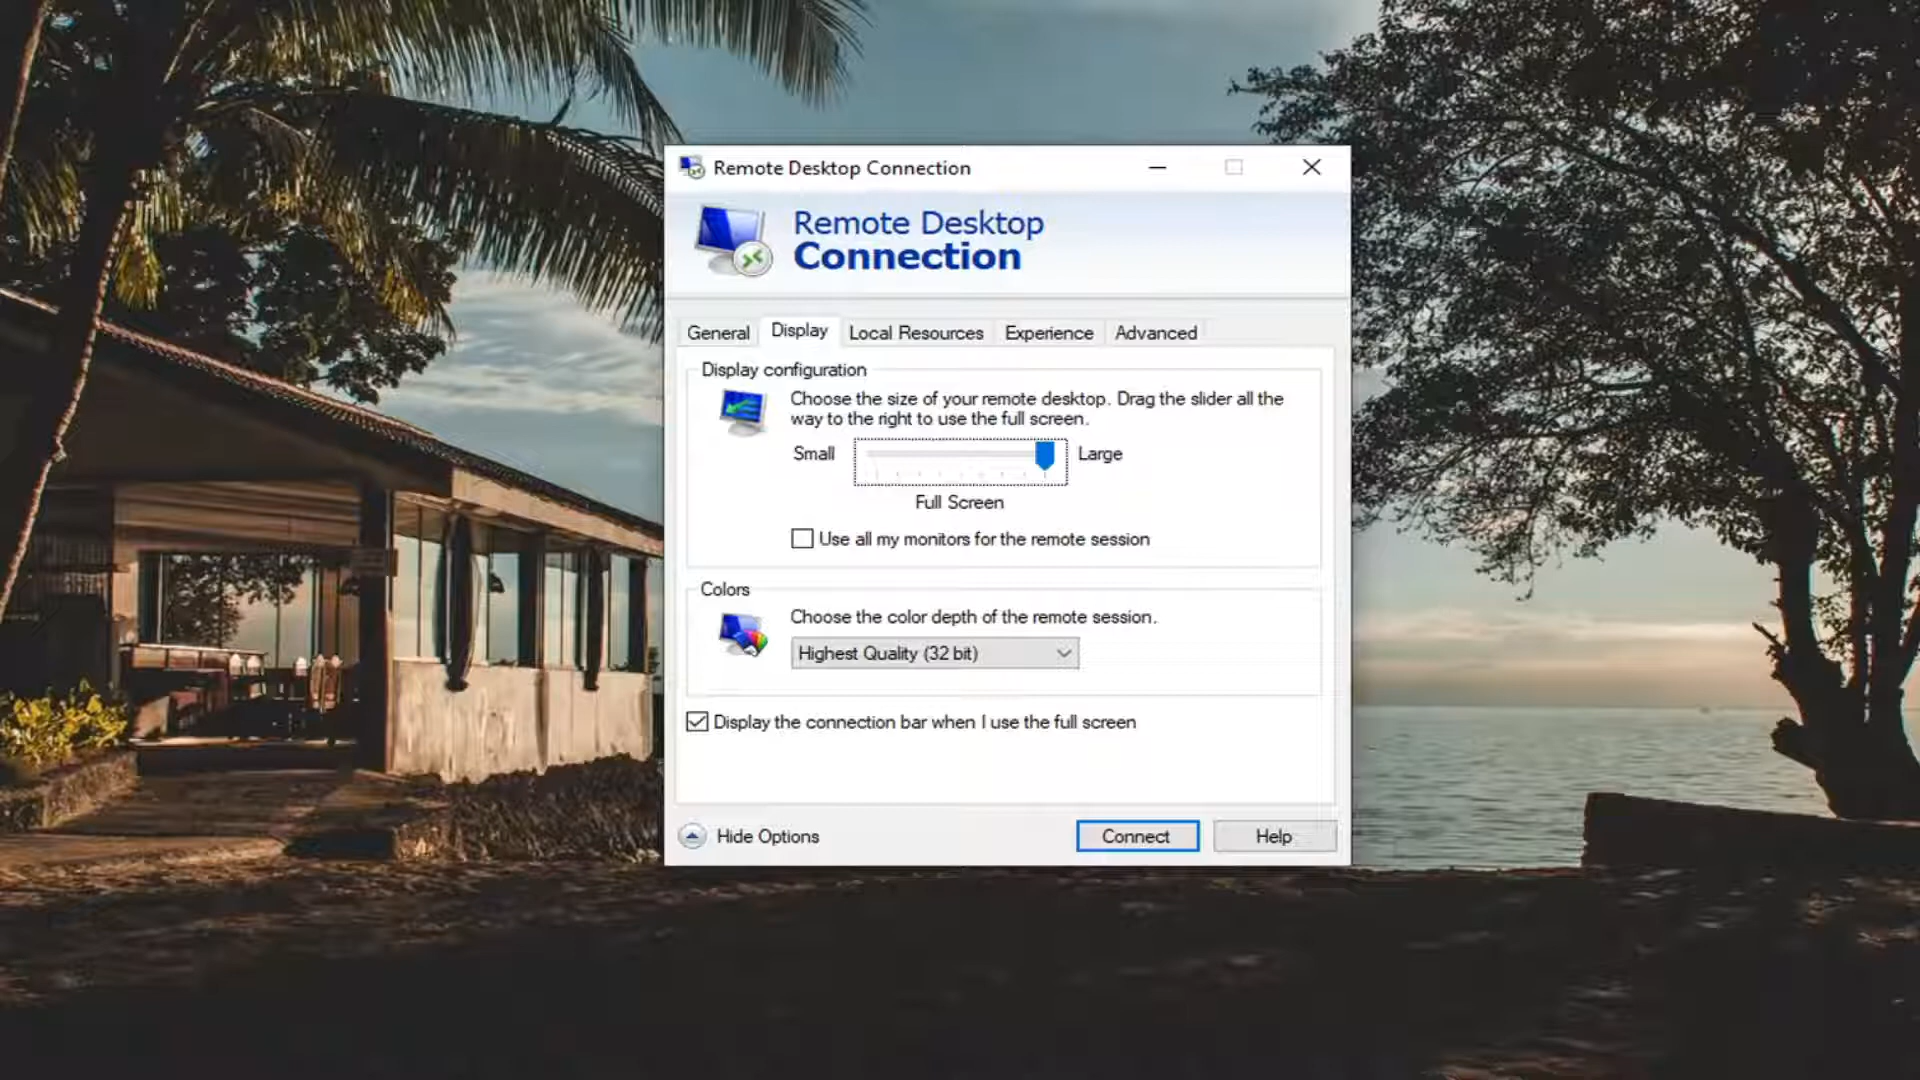 Remote Desktop Connection
Remote Desktop
Connection
General Display Local Resources Experience Advanced
Display configuration
Choose the size of your remote desktop. Drag the slider all the
way to the right to use the full screen.
Small Large
Full Screen
Use all my monitors for the remote session
Colors
Choose the color depth of the remote session.
Highest Quality (32 bit)
Display the connection bar when I use the full screen
Hide Options Connect Help